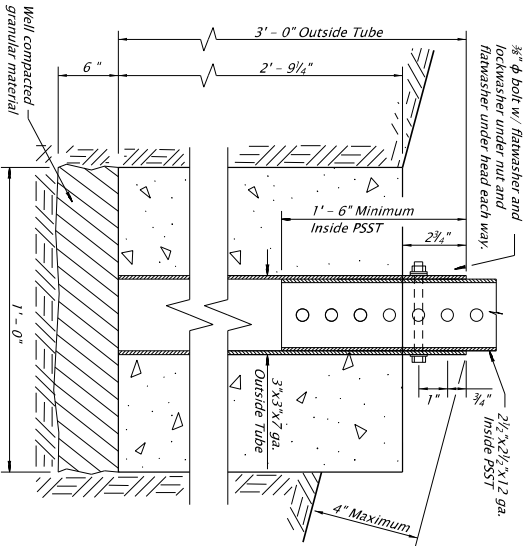 3' - 0" Outside Tube
2' - 9¼"
6 "
Well compacted
granular material
⅜" ϕ bolt w/ flatwasher and
lockwasher under nut and
flatwasher under head each way.
1' - 6" Minimum
Inside PSST
2¾"
1' - 0"
3"x3"x7 ga.
Outside Tube
1"
¾"
2½"x2½"x12 ga.
Inside PSST
4" Maximum